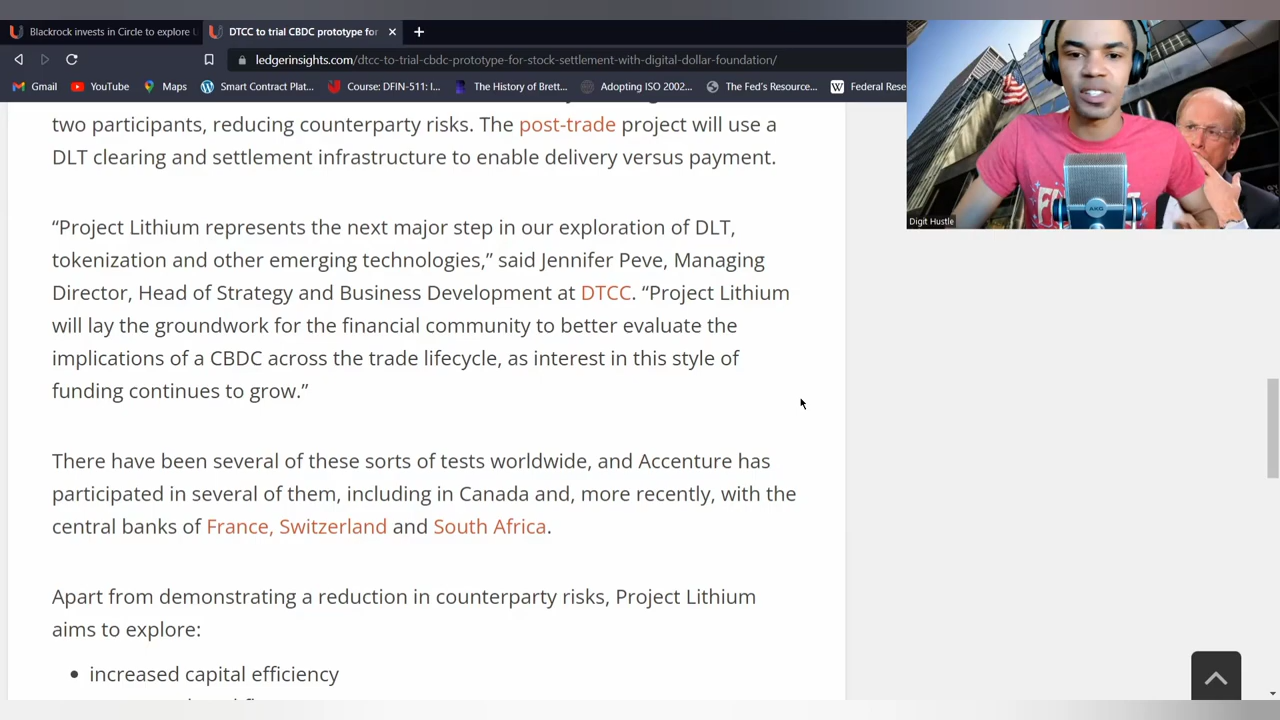 Blackrock invests in Circle to explore
DTCC to trial CBDC prototype for
ledgerinsights.com/dtcc-to-trial-cbdc-prototype-for-stock-settlement-with-digital-dollar-foundation/
Gmail
YouTube
Maps
Smart Contract Plat...
Course: DFIN-511: I...
The History of Brett...
Adopting ISO 2002...
The Fed's Resource...
Federal Rese
two participants, reducing counterparty risks. The post-trade project will use a
DLT clearing and settlement infrastructure to enable delivery versus payment.
“Project Lithium represents the next major step in our exploration of DLT,
tokenization and other emerging technologies,” said Jennifer Peve, Managing
Director, Head of Strategy and Business Development at DTCC. “Project Lithium
will lay the groundwork for the financial community to better evaluate the
implications of a CBDC across the trade lifecycle, as interest in this style of
funding continues to grow.”
There have been several of these sorts of tests worldwide, and Accenture has
participated in several of them, including in Canada and, more recently, with the
central banks of France, Switzerland and South Africa.
Apart from demonstrating a reduction in counterparty risks, Project Lithium
aims to explore:
• increased capital efficiency
AKG
Digit Hustle